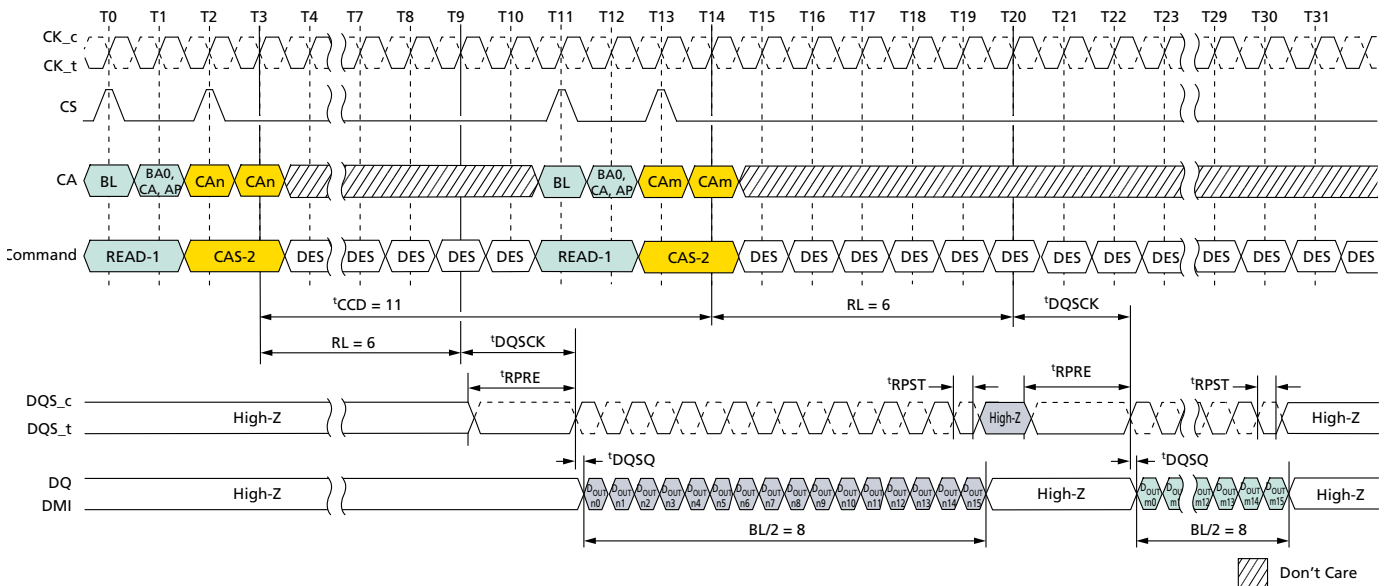 T0 T1 T2 T3 T4 T7 T8 T9 T10 T11 T12 T13 T14 T15 T16 T17 T18 T19 T20 T21 T22 T23 T29 T30 T31
CK_c
CK_t
CS
CA BL BA0, CA, AP CAn CAn BL BA0, CA, AP CAm CAm
Command READ-1 CAS-2 DES DES DES DES DES READ-1 CAS-2 DES DES DES DES DES DES DES DES DES DES DES DES
tCCD = 11 RL = 6 tDQSCK
RL = 6 tDQSCK
tRPRE tRPST tRPRE tRPST
DQS_c
DQS_t
High-Z High-Z High-Z
tDQSQ tDQSQ
DQ
DMI
High-Z DOUT n0 DOUT n1 DOUT n2 DOUT n3 DOUT n4 DOUT n5 DOUT n6 DOUT n7 DOUT n8 DOUT n9 DOUT n10 DOUT n11 DOUT n12 DOUT n13 DOUT n14 DOUT n15 High-Z DOUT m0 DOUT m12 DOUT m13 DOUT m14 DOUT m15 High-Z
BL/2 = 8 BL/2 = 8
Don't Care